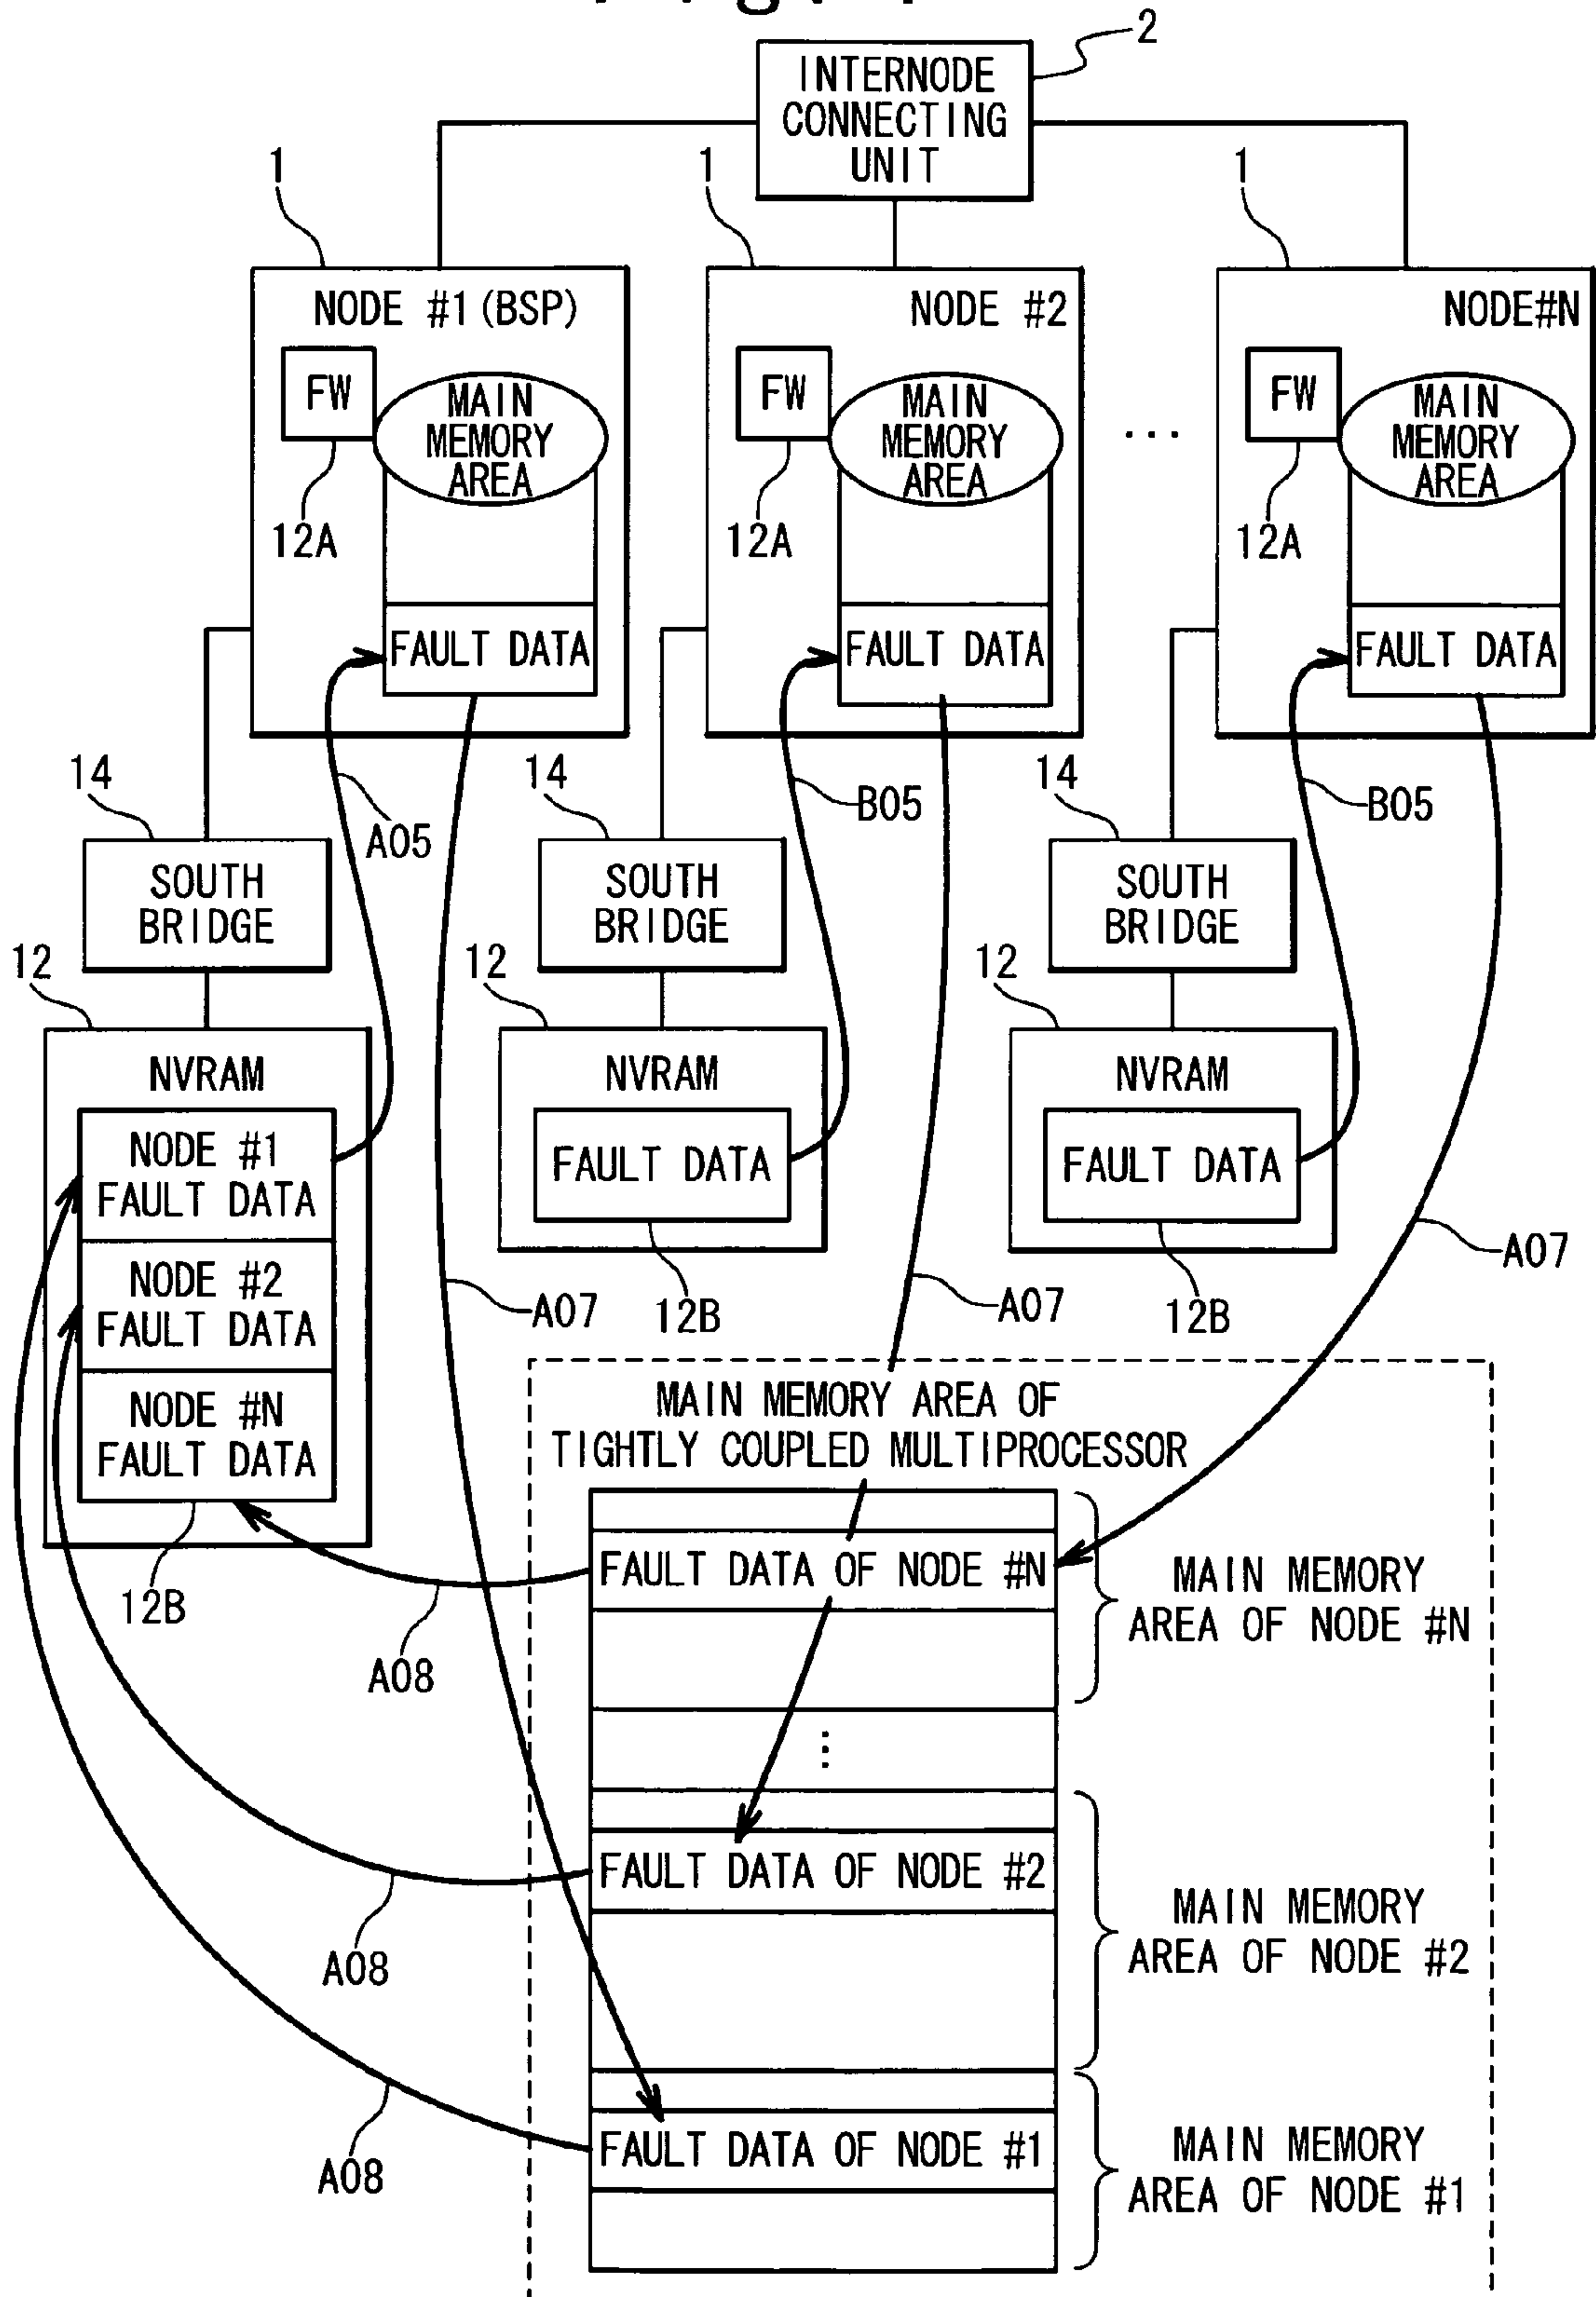 2
INTERNODE
CONNECTING
UNIT
1
1
1
NODE #1(BSP)
NODE #2
NODE#N
FW
MAIN
MEMORY
AREA
FW
MAIN
MEMORY
AREA
...
FW
MAIN
MEMORY
AREA
12A
12A
12A
FAULT DATA
FAULT DATA
FAULT DATA
14
14
14
A05
B05
B05
SOUTH
BRIDGE
SOUTH
BRIDGE
SOUTH
BRIDGE
12
12
12
NVRAM
NVRAM
NVRAM
NODE #1
FAULT DATA
FAULT DATA
FAULT DATA
NODE #2
FAULT DATA
A07
12B
A07
12B
A07
NODE #N
FAULT DATA
12B
MAIN MEMORY AREA OF
TIGHTLY COUPLED MULTIPROCESSOR
FAULT DATA OF NODE #N
MAIN MEMORY
AREA OF NODE #N
A08
FAULT DATA OF NODE #2
MAIN MEMORY
AREA OF NODE #2
A08
FAULT DATA OF NODE #1
MAIN MEMORY
AREA OF NODE #1
A08